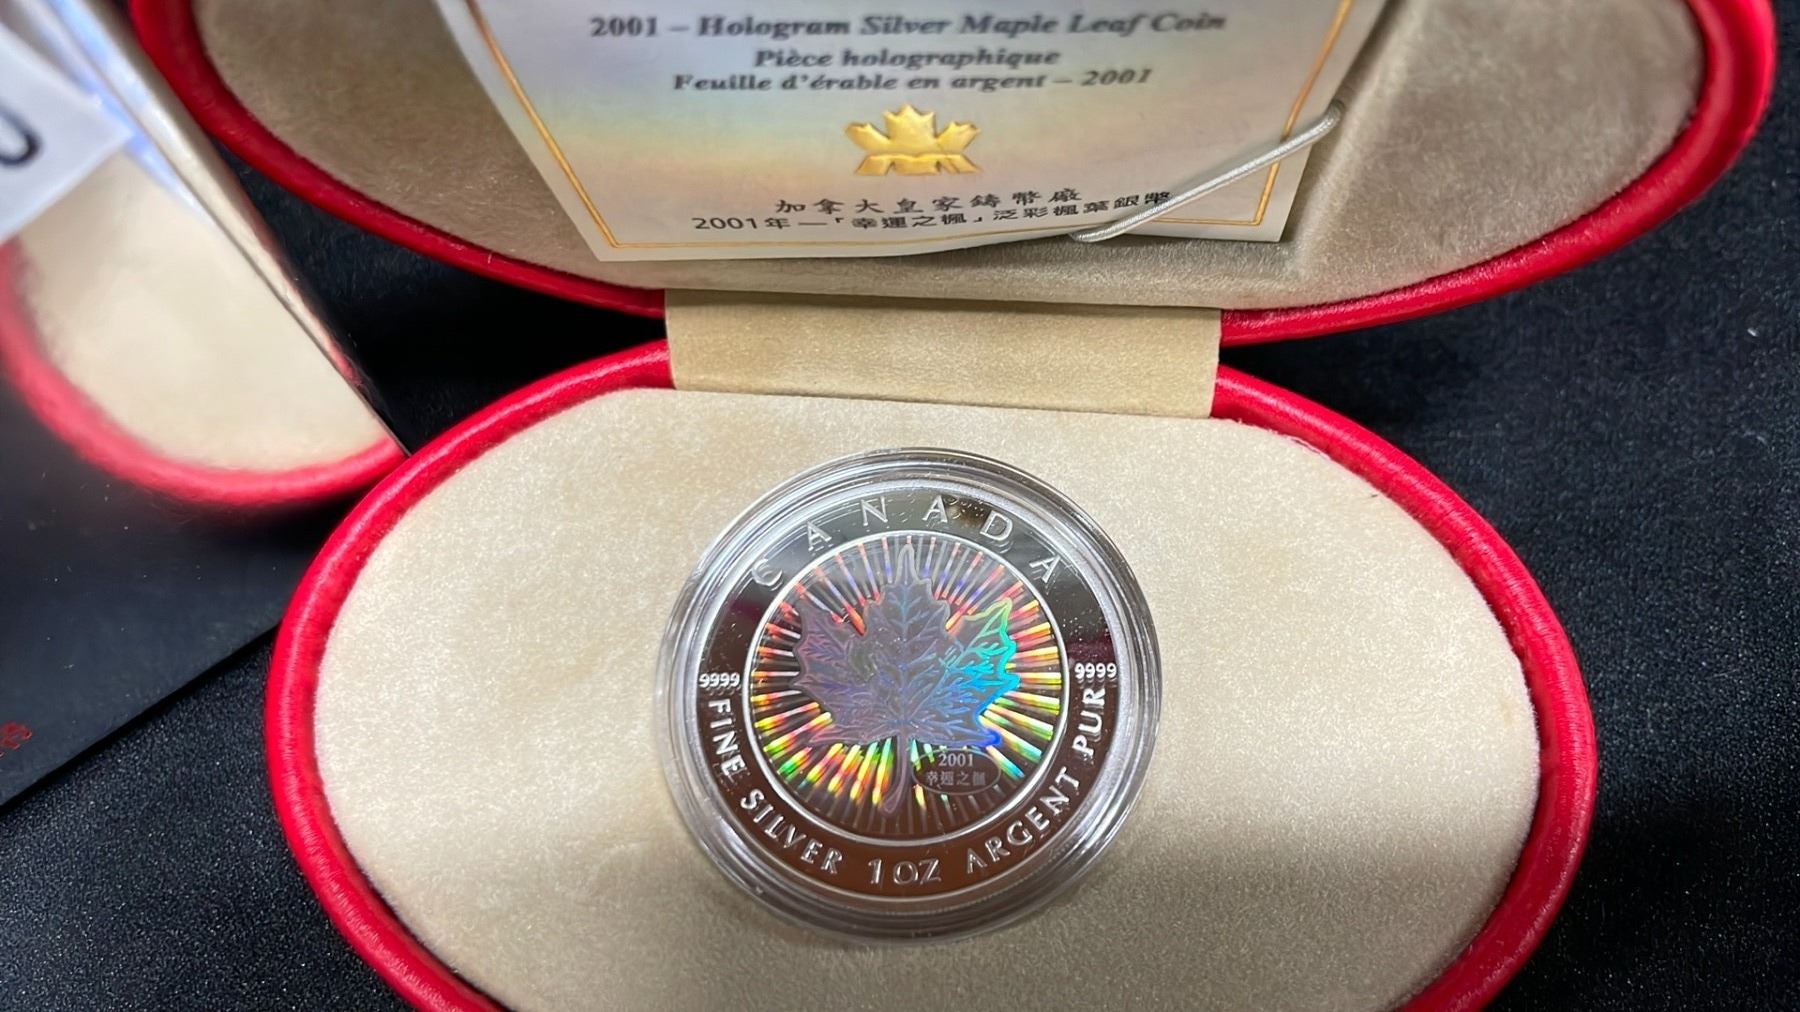 2001 – Hologram Silver Maple Leaf Coin
Pièce holographique
Feuille d'érable en argent – 2001
加拿大皇家鑄幣廠
2001年—「幸運之楓」泛彩楓葉銀幣
CANADA
9999
9999
FINE SILVER 1 OZ ARGENT PUR
2001
幸運之楓